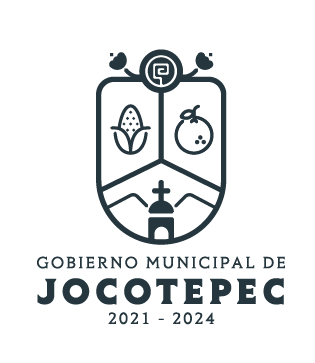 GOBIERNO MUNICIPAL DE
JOCOTEPEC
2021 - 2024